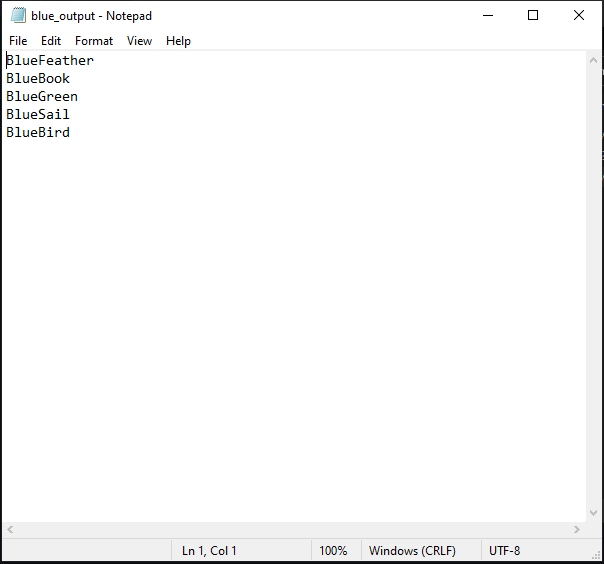 blue_output - Notepad
File Edit Format View Help
BlueFeather
BlueBook
BlueGreen
BlueSail
BlueBird
Ln 1, Col 1 100% Windows (CRLF) UTF-8